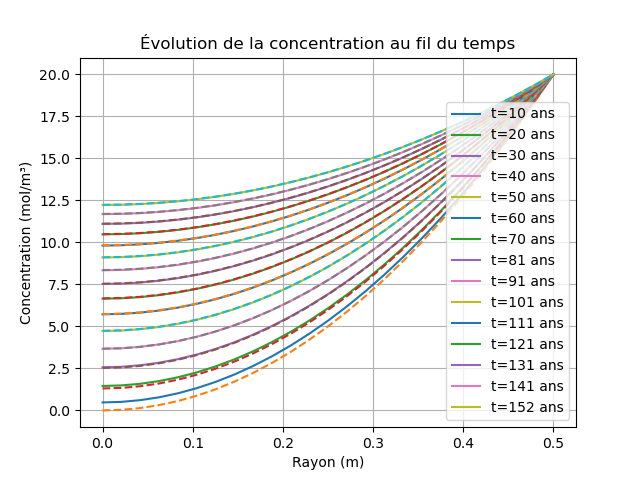 Évolution de la concentration au fil du temps
20.0
17.5
15.0
12.5
10.0
7.5
5.0
2.5
0.0
Concentration (mol/m³)
t=10 ans
t=20 ans
t=30 ans
t=40 ans
t=50 ans
t=60 ans
t=70 ans
t=81 ans
t=91 ans
t=101 ans
t=111 ans
t=121 ans
t=131 ans
t=141 ans
t=152 ans
0.0 0.1 0.2 0.3 0.4 0.5
Rayon (m)